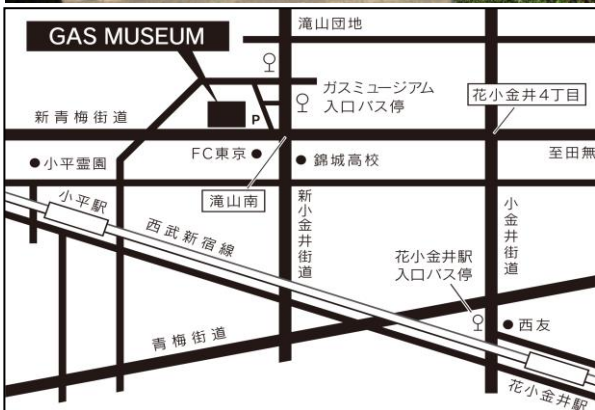 GAS MUSEUM
滝山団地
ガスミュージアム
入口バス停
花小金井4丁目
新青梅街道
P
FC東京
錦城高校
至田無
小平霊園
滝山南
小平駅
西武新宿線
新小金井街道
小金井街道
花小金井駅
入口バス停
西友
青梅街道
花小金井駅